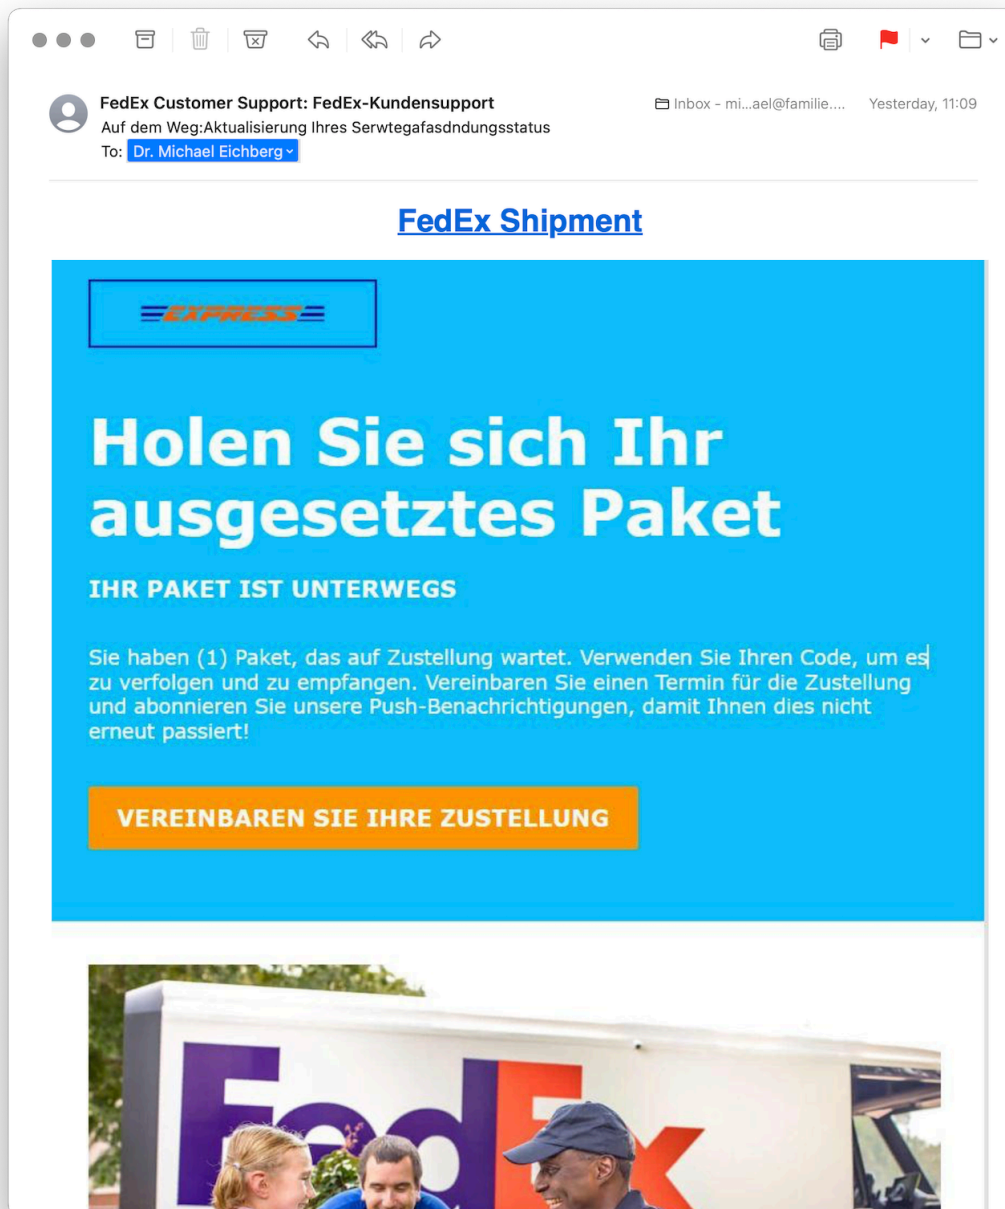 FedEx Customer Support: FedEx-Kundensupport
Inbox - mi...ael@familie....
Yesterday, 11:09
Auf dem Weg:Aktualisierung Ihres Serwtegafasdndungsstatus
To: Dr. Michael Eichberg
FedEx Shipment
EXPRESS
Holen Sie sich Ihr
ausgesetztes Paket
IHR PAKET IST UNTERWEGS
Sie haben (1) Paket, das auf Zustellung wartet. Verwenden Sie Ihren Code, um es
zu verfolgen und zu empfangen. Vereinbaren Sie einen Termin für die Zustellung
und abonnieren Sie unsere Push-Benachrichtigungen, damit Ihnen dies nicht
erneut passiert!
VEREINBAREN SIE IHRE ZUSTELLUNG
FedEx